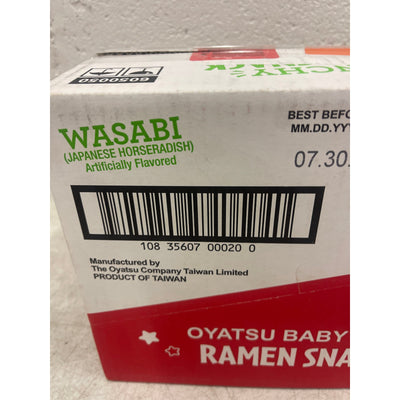 60500509
WASABI
(JAPANESE HORSERADISH)
Artificially Flavored
BEST BEFO
MM.DD.YY
07.30.
108 35607 00020 0
Manufactured by
The Oyatsu Company Taiwan Limited
PRODUCT OF TAIWAN
OYATSU BABY
RAMEN SNA